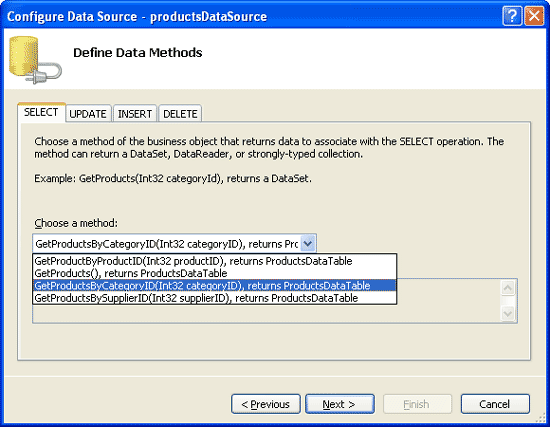 Configure Data Source - productsDataSource
Define Data Methods
SELECT UPDATE INSERT DELETE
Choose a method of the business object that returns data to associate with the SELECT operation. The
method can return a DataSet, DataReader, or strongly-typed collection.
Example: GetProducts(Int32 categoryId), returns a DataSet.
Choose a method:
GetProductsByCategoryID(Int32 categoryID), returns Pro
GetProductByProductID(Int32 productID), returns ProductsDataTable
GetProducts(), returns ProductsDataTable
GetProductsByCategoryID(Int32 categoryID), returns ProductsDataTable
GetProductsBySupplierID(Int32 supplierID), returns ProductsDataTable
< Previous Next > Finish Cancel